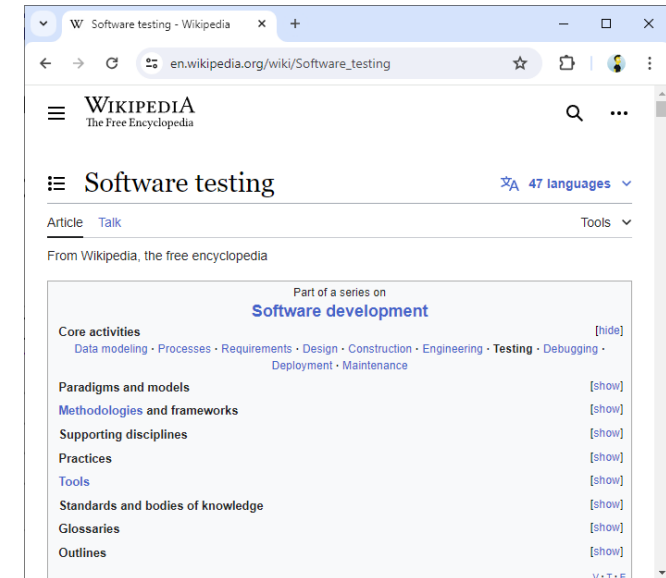 Software testing - Wikipedia
en.wikipedia.org/wiki/Software_testing
WIKIPEDIA
The Free Encyclopedia
Software testing
47 languages
Article Talk
Tools
From Wikipedia, the free encyclopedia
Part of a series on
Software development
Core activities [hide]
Data modeling · Processes · Requirements · Design · Construction · Engineering · Testing · Debugging ·
Deployment · Maintenance
Paradigms and models [show]
Methodologies and frameworks [show]
Supporting disciplines [show]
Practices [show]
Tools [show]
Standards and bodies of knowledge [show]
Glossaries [show]
Outlines [show]
V · T · E